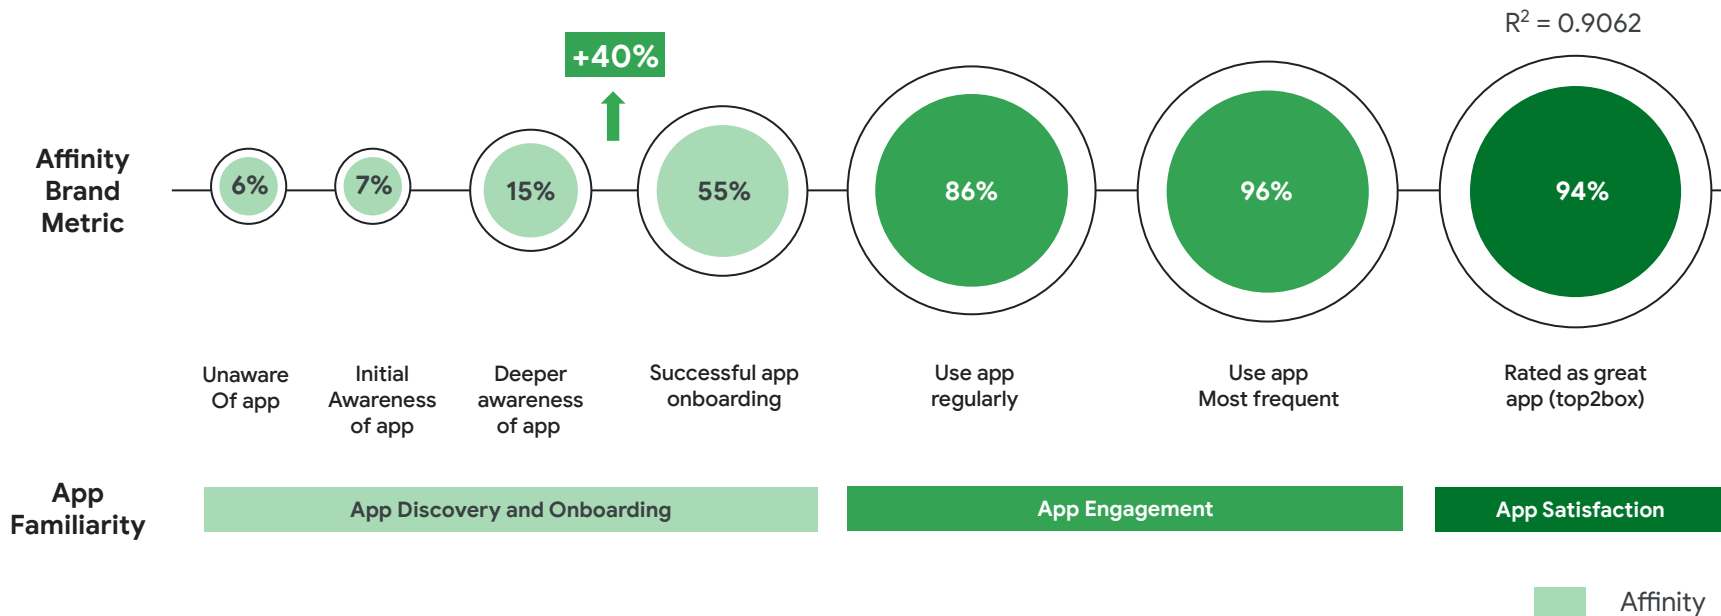 R² = 0.9062
+40%
Affinity
Brand
Metric
6%
7%
15%
55%
86%
96%
94%
Unaware
Of app
Initial
Awareness
of app
Deeper
awareness
of app
Successful app
onboarding
Use app
regularly
Use app
Most frequent
Rated as great
app (top2box)
App
Familiarity
App Discovery and Onboarding
App Engagement
App Satisfaction
Affinity